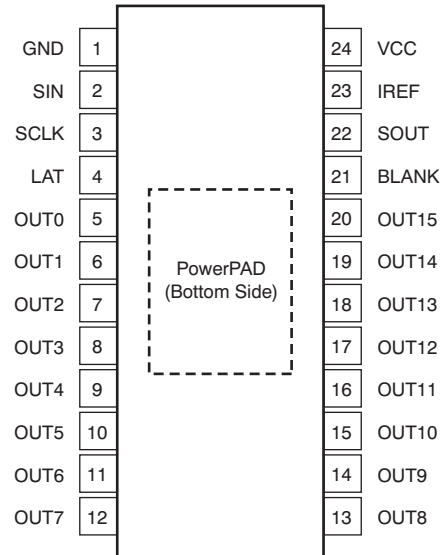 GND 1 24 VCC
SIN 2 23 IREF
SCLK 3 22 SOUT
LAT 4 21 BLANK
OUT0 5 20 OUT15
OUT1 6 19 OUT14
PowerPAD
(Bottom Side)
OUT2 7 18 OUT13
OUT3 8 17 OUT12
OUT4 9 16 OUT11
OUT5 10 15 OUT10
OUT6 11 14 OUT9
OUT7 12 13 OUT8